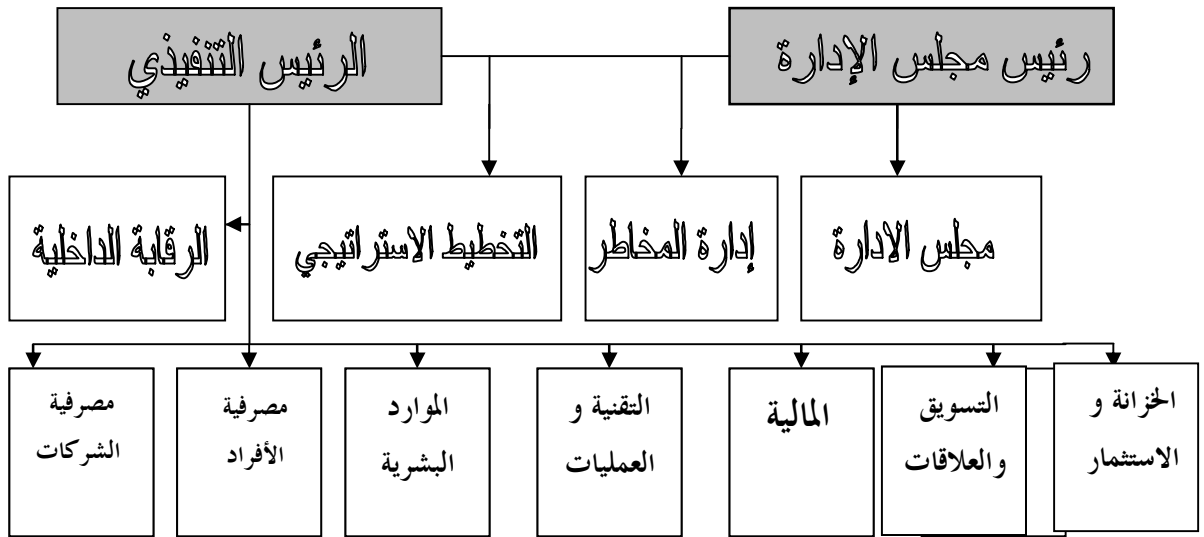 رئيس مجلس الإدارة
الرئيس التنفيذي
مجلس الادارة
إدارة المخاطر
التخطيط الاستراتيجي
الرقابة الداخلية
الخزانة و
الاستثمار
التسويق
والعلاقات
المالية
التقنية و
العمليات
الموارد
البشرية
مصرفية
الأفراد
مصرفية
الشركات